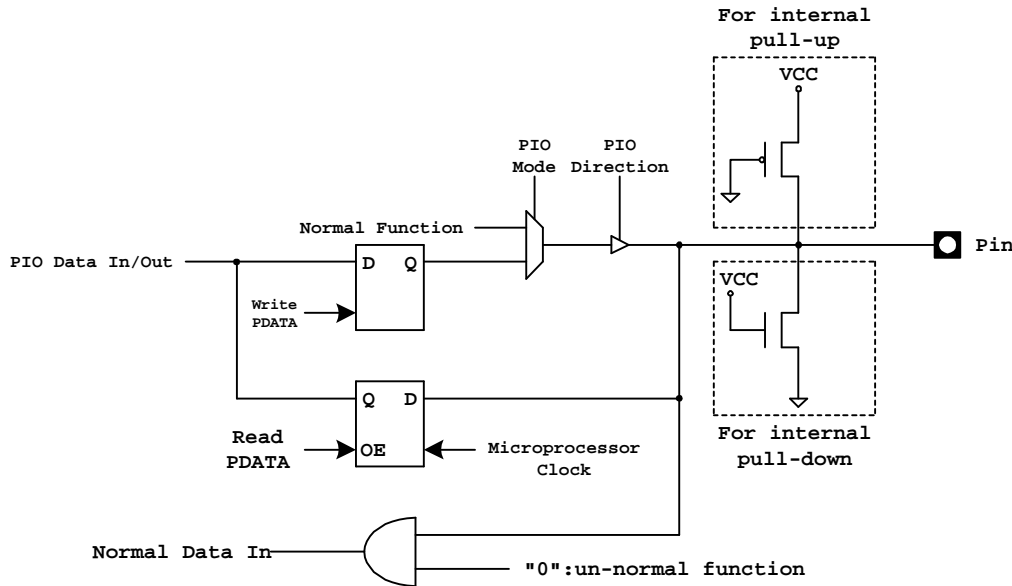 For internal
pull-up
VCC
PIO
Mode
PIO
Direction
Normal Function
PIO Data In/Out
D
Q
Pin
Write
PDATA
VCC
Q
D
Read
PDATA
OE
Microprocessor
Clock
For internal
pull-down
Normal Data In
"0":un-normal function